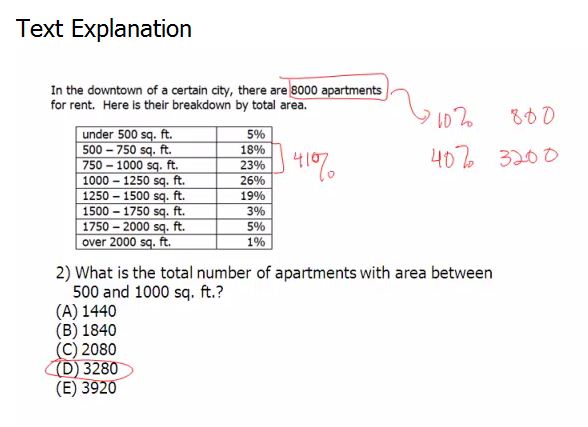 Text Explanation
In the downtown of a certain city, there are 8000 apartments
for rent. Here is their breakdown by total area.
10% 800
under 500 sq. ft. 5%
500 – 750 sq. ft. 18%
750 – 1000 sq. ft. 23%
41% 40% 3200
1000 – 1250 sq. ft. 26%
1250 – 1500 sq. ft. 19%
1500 – 1750 sq. ft. 3%
1750 – 2000 sq. ft. 5%
over 2000 sq. ft. 1%
2) What is the total number of apartments with area between
500 and 1000 sq. ft.?
(A) 1440
(B) 1840
(C) 2080
(D) 3280
(E) 3920